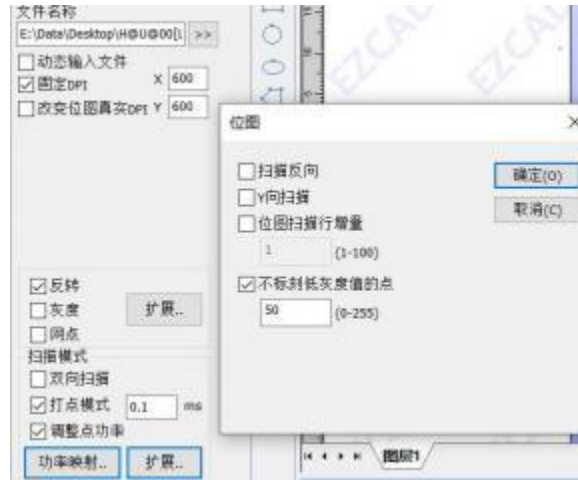 文件名称
E:\Data\Desktop\H@U@00[L >>
动态输入文件
固定DPI X 600
改变位图真实DPI Y 600
反转
灰度 扩展..
网点
扫描模式
双向扫描
打点模式 0.1 ms
调整点功率
功率映射.. 扩展..
EZCAD
EZCAD
位图
扫描反向
Y向扫描
位图扫描行增量
1 (1-100)
不标刻低灰度值的点
50 (0-255)
确定(O)
取消(C)
图层1